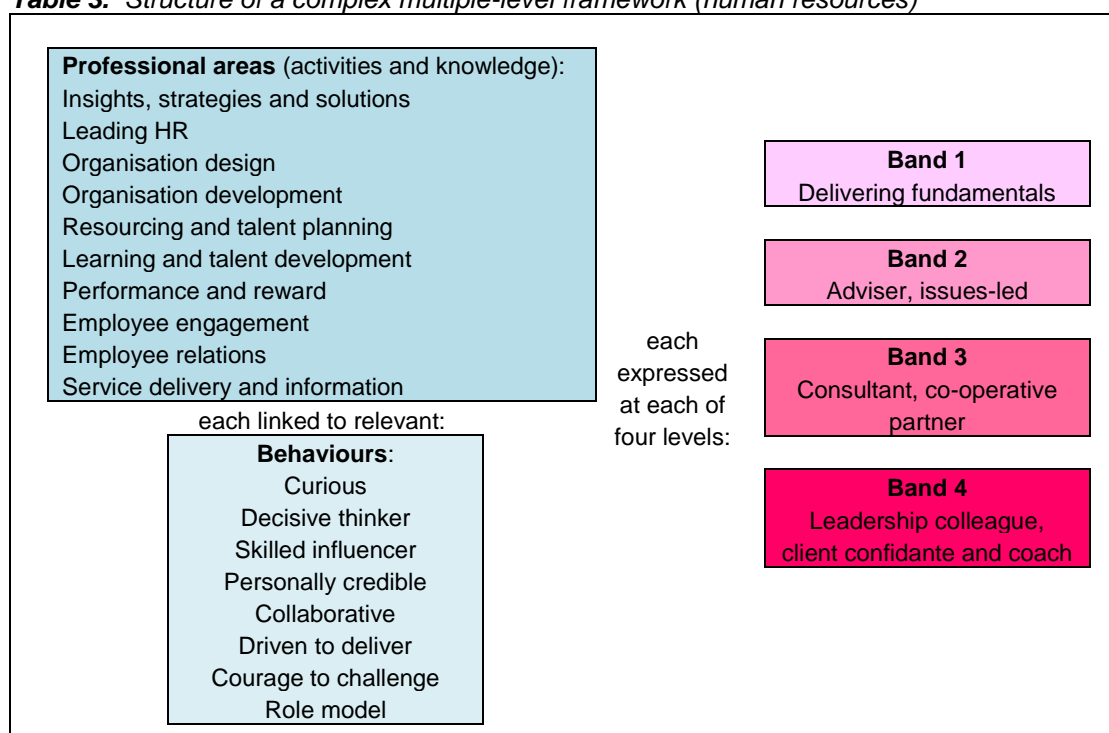 Table 3. Structure of a complex multiple-level framework (human resources)
Professional areas (activities and knowledge):
Insights, strategies and solutions
Leading HR
Organisation design
Organisation development
Resourcing and talent planning
Learning and talent development
Performance and reward
Employee engagement
Employee relations
Service delivery and information
each linked to relevant:
Behaviours:
Curious
Decisive thinker
Skilled influencer
Personally credible
Collaborative
Driven to deliver
Courage to challenge
Role model
each
expressed
at each of
four levels:
Band 1
Delivering fundamentals
Band 2
Adviser, issues-led
Band 3
Consultant, co-operative
partner
Band 4
Leadership colleague,
client confidante and coach